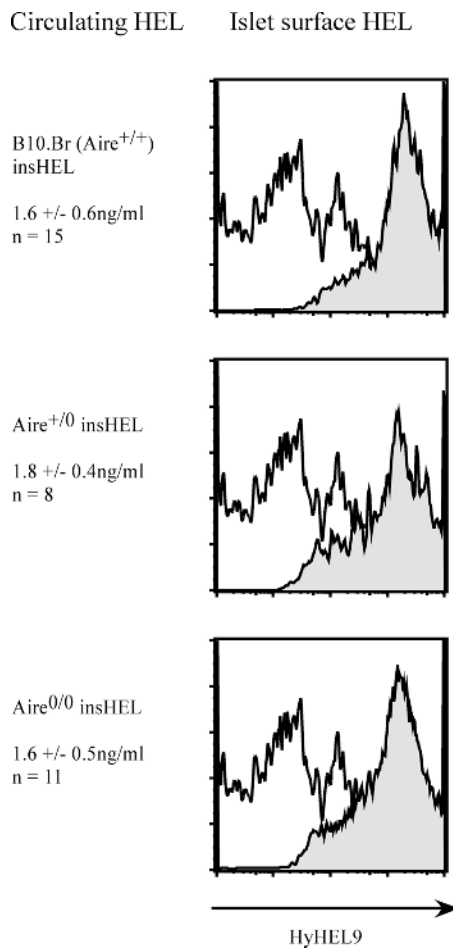 Circulating HEL Islet surface HEL
B10.Br (Aire+/+)
insHEL
1.6 +/- 0.6ng/ml
n = 15
Aire+/0 insHEL
1.8 +/- 0.4ng/ml
n = 8
Aire0/0 insHEL
1.6 +/- 0.5ng/ml
n = 11
HyHEL9